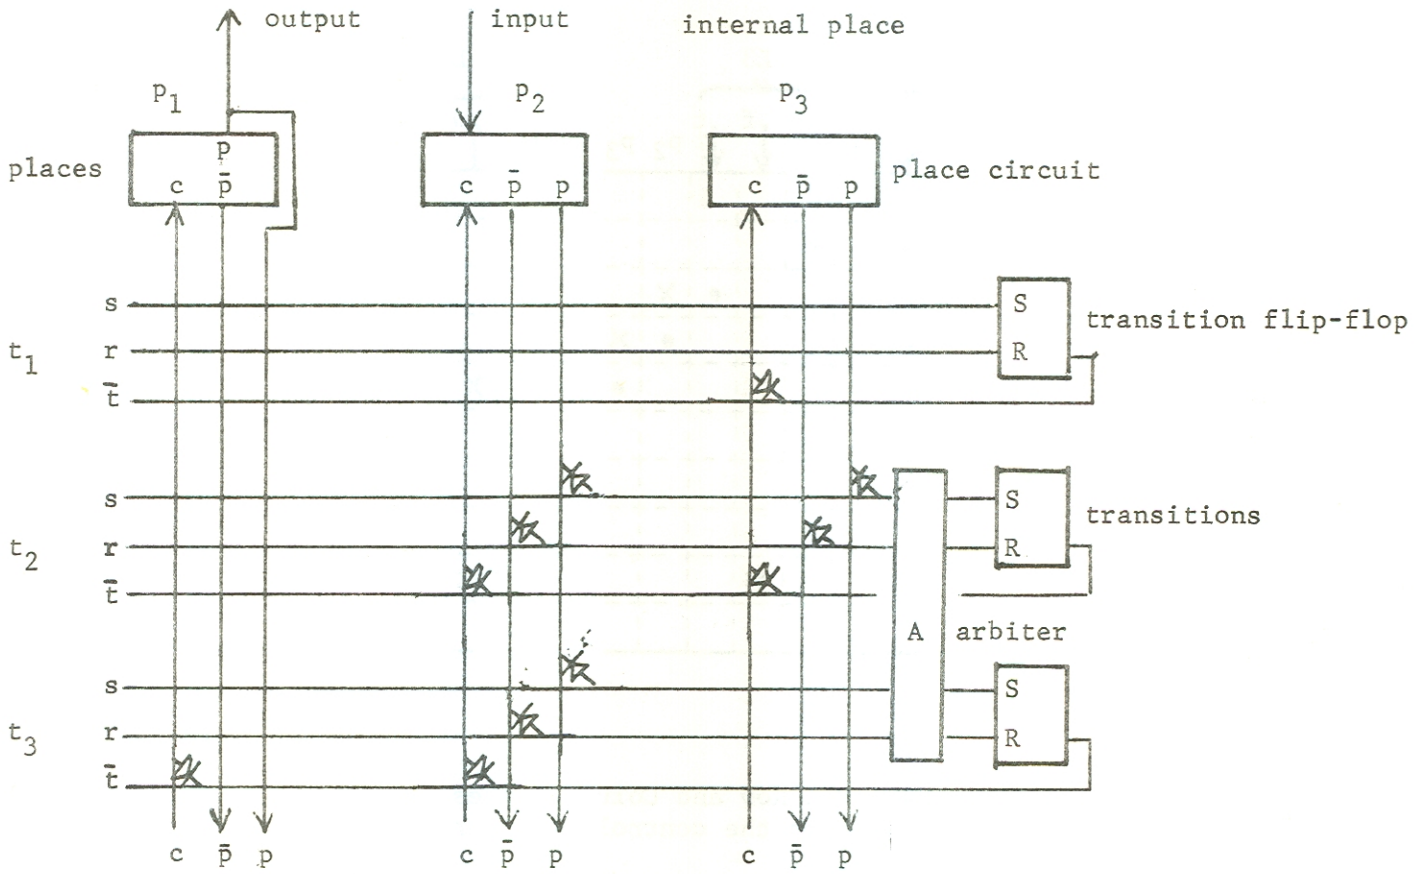 output input internal place
p1 p2 p3
p
places c p̄ c p̄ p c p̄ p place circuit
s S
transition flip-flop
t1 r R
t̄
s S
transitions
t2 r R
t̄
A arbiter
s S
t3 r R
t̄
c p̄ p c p̄ p c p̄ p